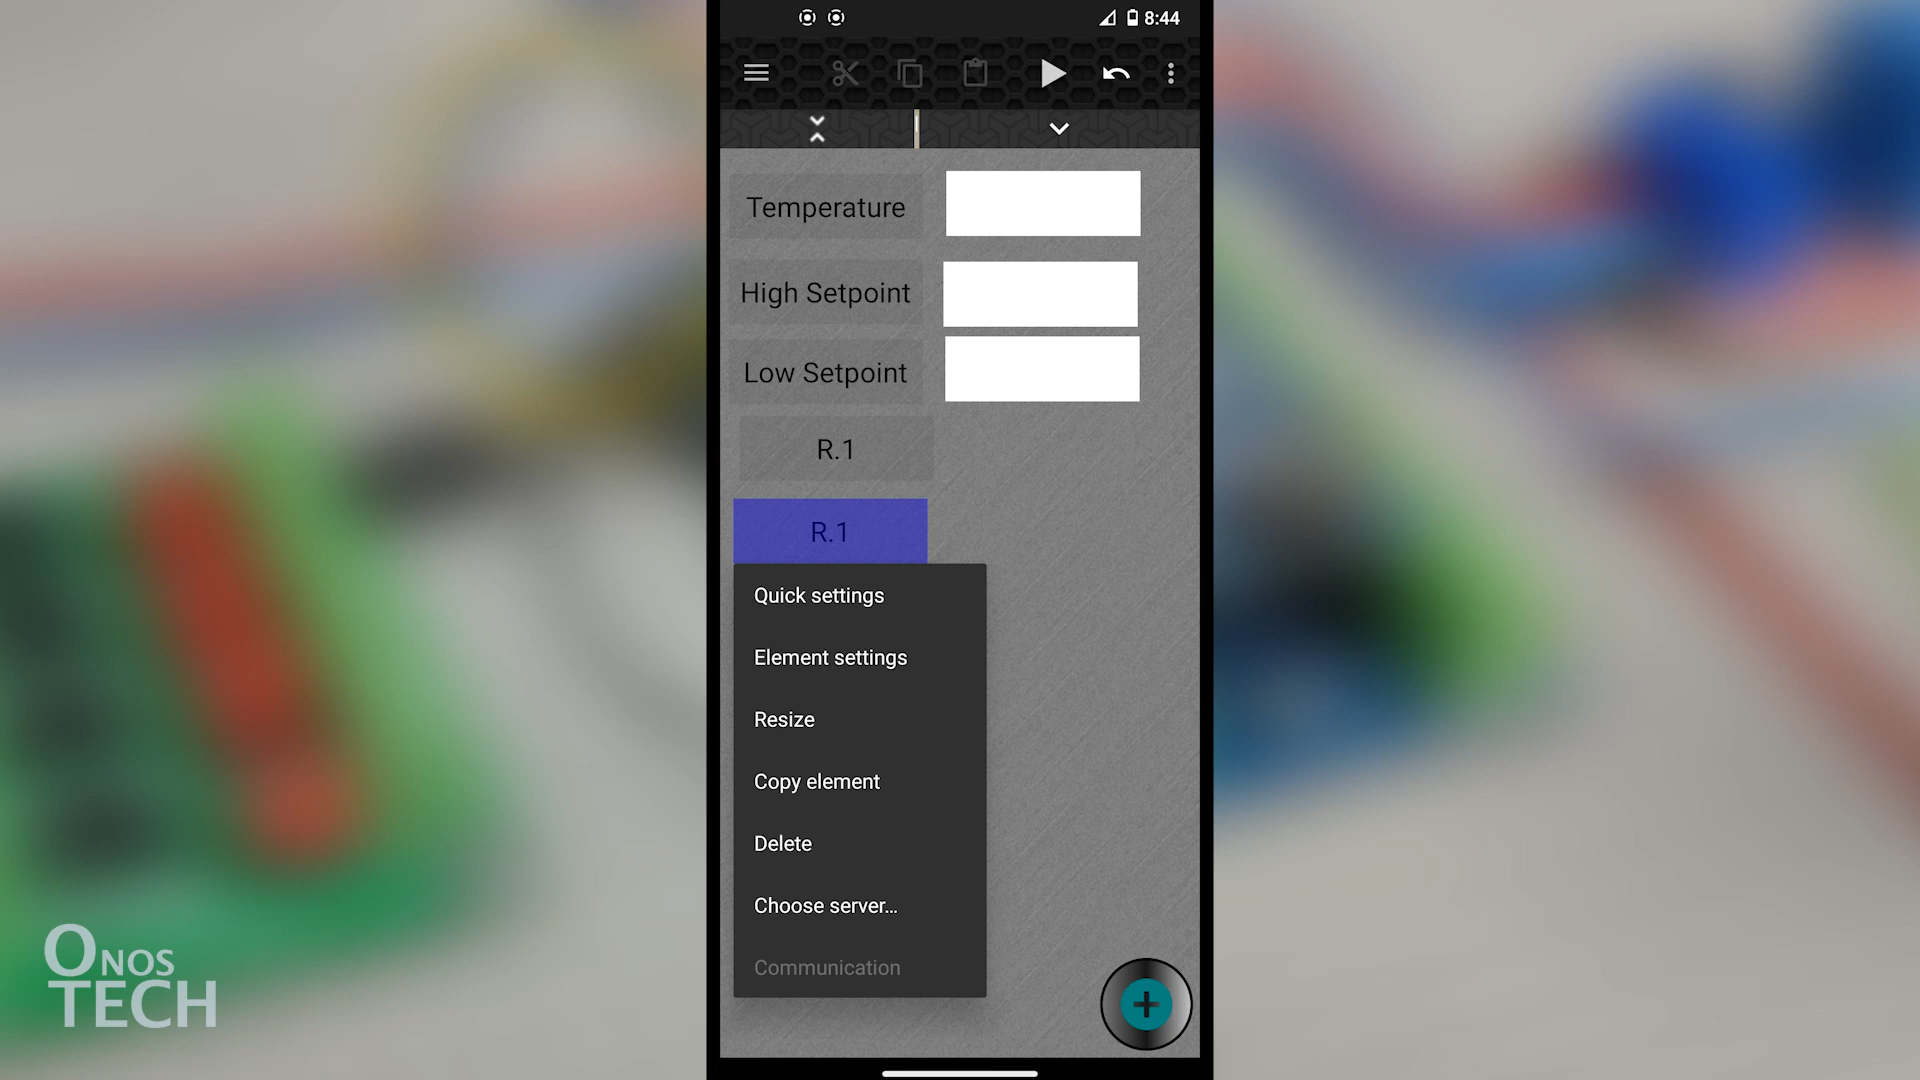 8:44
Temperature
High Setpoint
Low Setpoint
R.1
R.1
Quick settings
Element settings
Resize
Copy element
Delete
Choose server...
Communication
ONOS
TECH